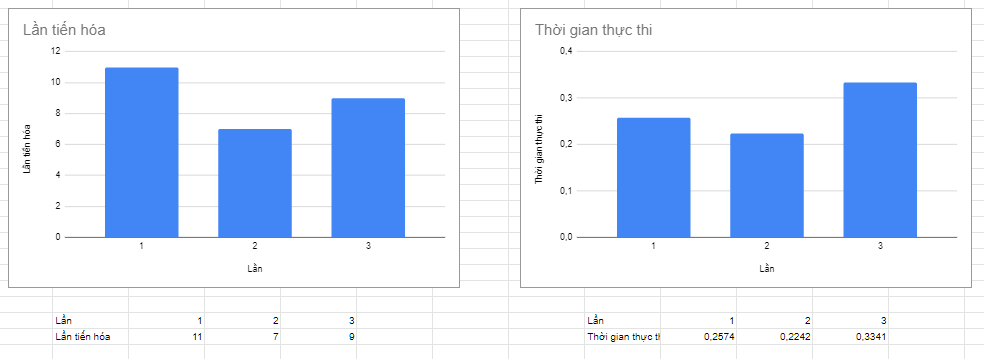 Lần tiến hóa
12
10
8
6
4
2
0
Lần tiến hóa
1 2 3
Lần
Thời gian thực thi
0,4
0,3
0,2
0,1
0,0
Thời gian thực thi
1 2 3
Lần
Lần 1 2 3
Lần tiến hóa 11 7 9
Lần 1 2 3
Thời gian thực th 0,2574 0,2242 0,3341